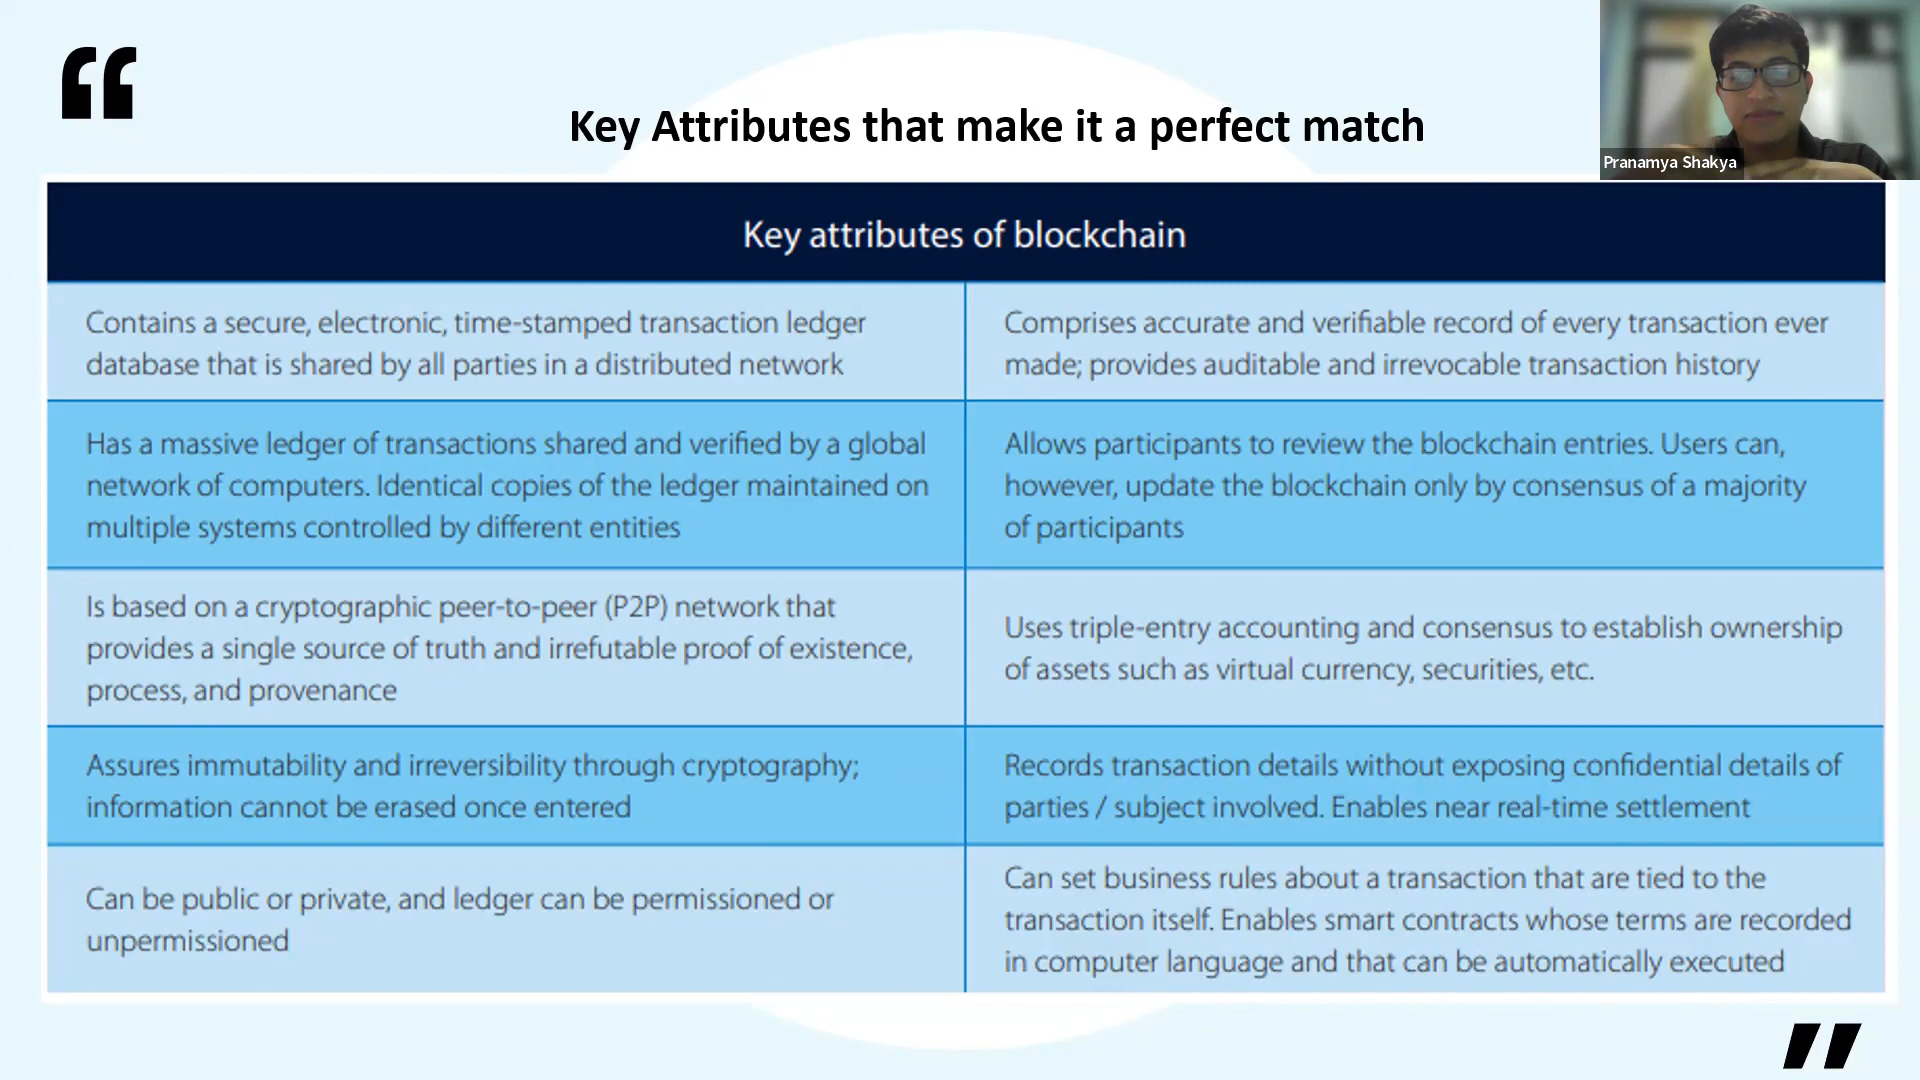 “
Key Attributes that make it a perfect match
Pranamya Shakya
Key attributes of blockchain
Contains a secure, electronic, time-stamped transaction ledger
database that is shared by all parties in a distributed network
Comprises accurate and verifiable record of every transaction ever
made; provides auditable and irrevocable transaction history
Has a massive ledger of transactions shared and verified by a global
network of computers. Identical copies of the ledger maintained on
multiple systems controlled by different entities
Allows participants to review the blockchain entries. Users can,
however, update the blockchain only by consensus of a majority
of participants
Is based on a cryptographic peer-to-peer (P2P) network that
provides a single source of truth and irrefutable proof of existence,
process, and provenance
Uses triple-entry accounting and consensus to establish ownership
of assets such as virtual currency, securities, etc.
Assures immutability and irreversibility through cryptography;
information cannot be erased once entered
Records transaction details without exposing confidential details of
parties / subject involved. Enables near real-time settlement
Can be public or private, and ledger can be permissioned or
unpermissioned
Can set business rules about a transaction that are tied to the
transaction itself. Enables smart contracts whose terms are recorded
in computer language and that can be automatically executed
”